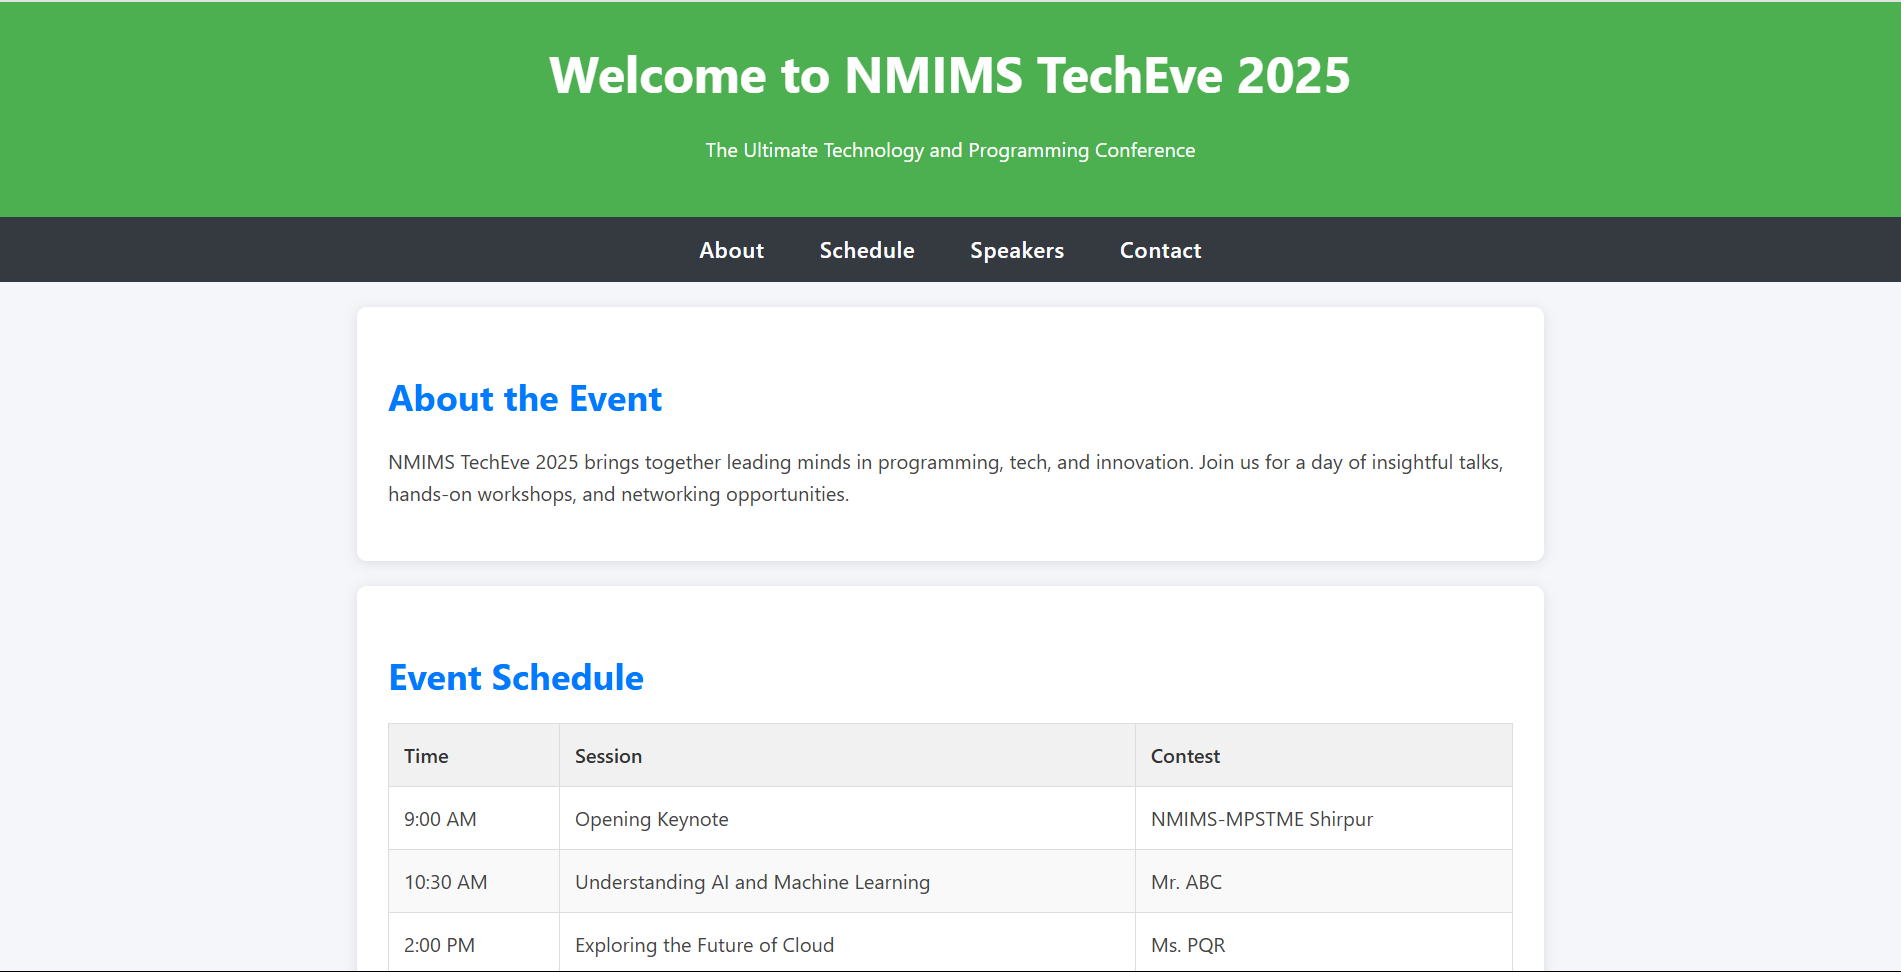 Welcome to NMIMS TechEve 2025
The Ultimate Technology and Programming Conference
About Schedule Speakers Contact
About the Event
NMIMS TechEve 2025 brings together leading minds in programming, tech, and innovation. Join us for a day of insightful talks,
hands-on workshops, and networking opportunities.
Event Schedule
Time Session Contest
9:00 AM Opening Keynote NMIMS-MPSTME Shirpur
10:30 AM Understanding AI and Machine Learning Mr. ABC
2:00 PM Exploring the Future of Cloud Ms. PQR